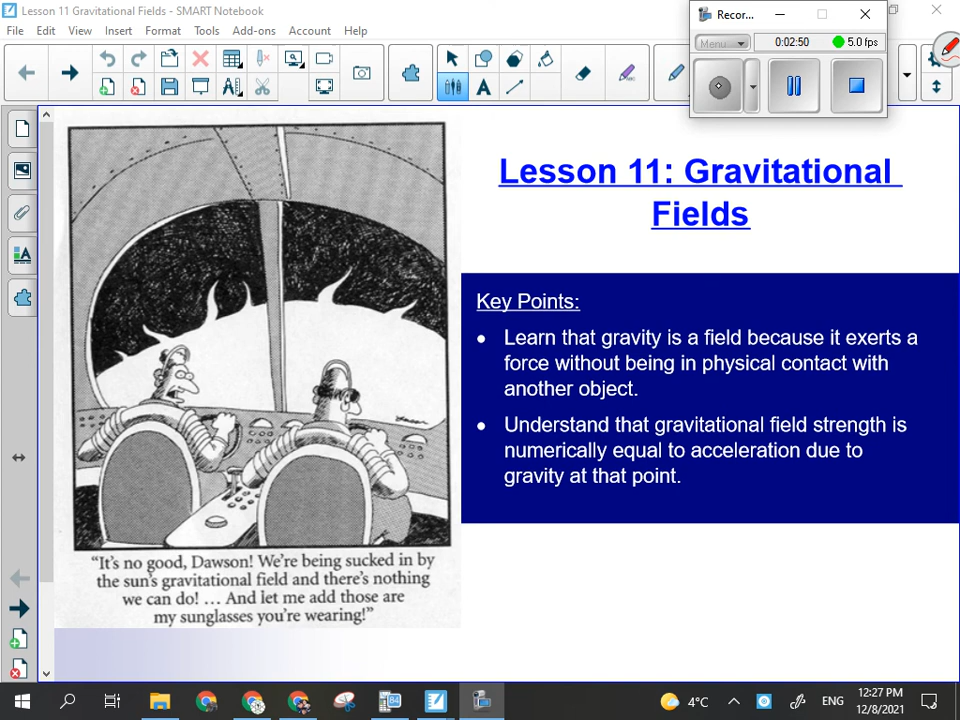 Lesson 11 Gravitational Fields - SMART Notebook
File Edit View Insert Format Tools Add-ons Account Help
Recor...
Menu
0:02:50
5.0 fps
Lesson 11: Gravitational
Fields
Key Points:
Learn that gravity is a field because it exerts a
force without being in physical contact with
another object.
Understand that gravitational field strength is
numerically equal to acceleration due to
gravity at that point.
"It's no good, Dawson! We're being sucked in by
the sun's gravitational field and there's nothing
we can do! ... And let me add those are
my sunglasses you're wearing!"
4°C
ENG
12:27 PM
12/8/2021